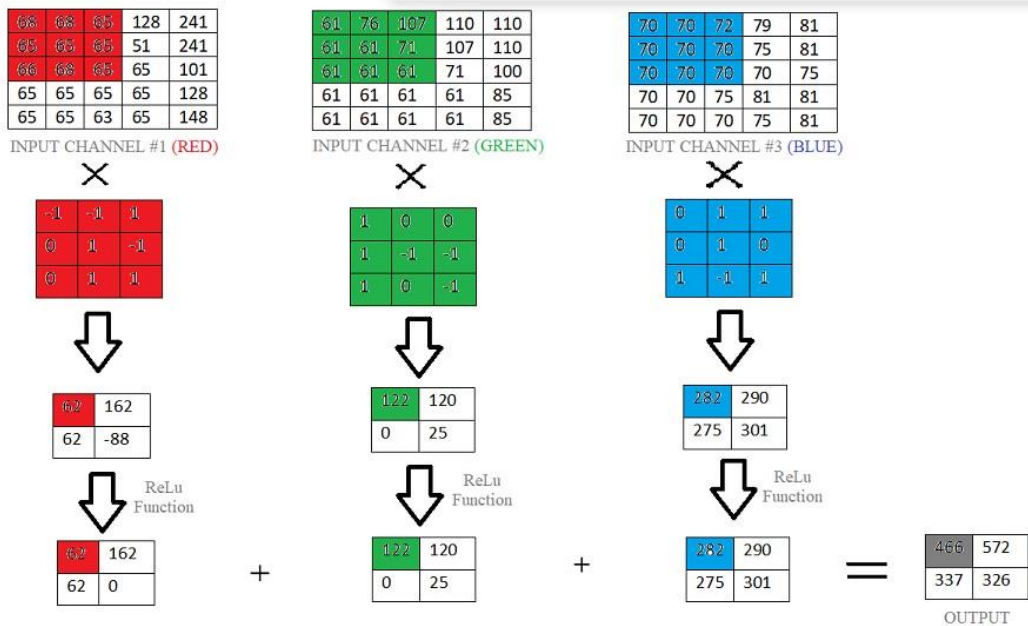 68 68 65 128 241
65 65 65 51 241
66 68 65 65 101
65 65 65 65 128
65 65 63 65 148
INPUT CHANNEL #1 (RED)
61 76 107 110 110
61 61 71 107 110
61 61 61 71 100
61 61 61 61 85
61 61 61 61 85
INPUT CHANNEL #2 (GREEN)
70 70 72 79 81
70 70 70 75 81
70 70 70 70 75
70 70 75 81 81
70 70 70 75 81
INPUT CHANNEL #3 (BLUE)
-1 -1 1
0 1 -1
0 1 1
1 0 0
1 -1 -1
1 0 -1
0 1 1
0 1 0
1 -1 1
62 162
62 -88
122 120
0 25
282 290
275 301
ReLu
Function
ReLu
Function
ReLu
Function
62 162
62 0
+
122 120
0 25
+
282 290
275 301
=
466 572
337 326
OUTPUT